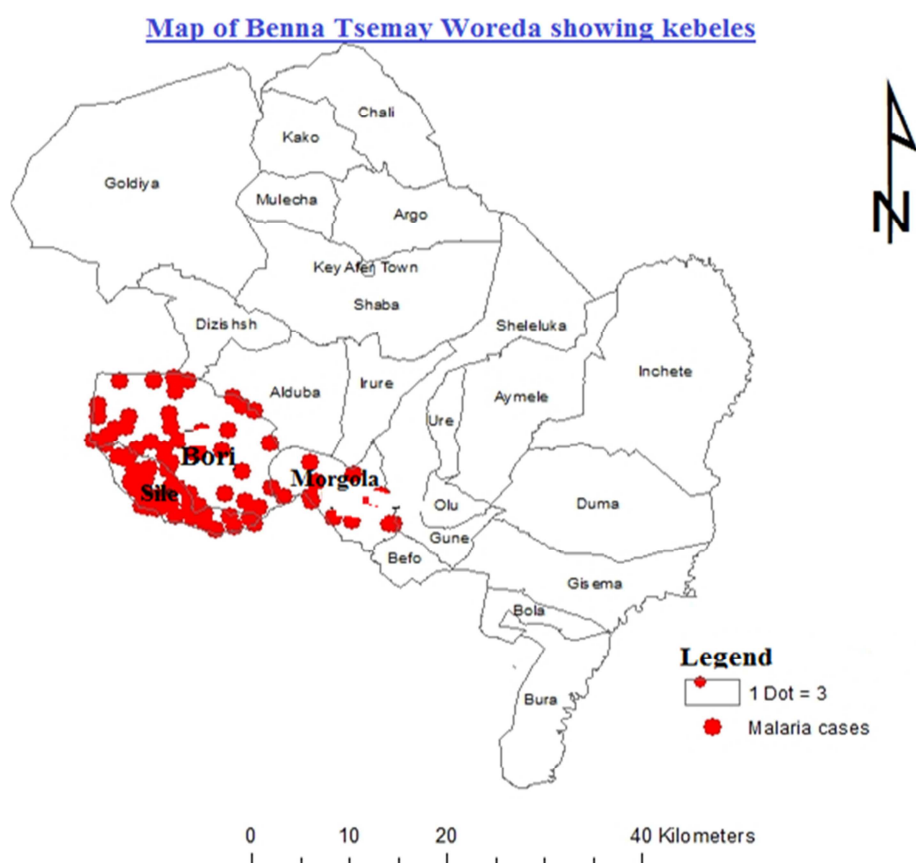 Map of Benna Tsemay Woreda showing kebeles
Chali
Kako
Goldiya
Mulecha
Argo
N
Key Afer Town
Shaba
Dizishsh
Sheleluka
Inchete
Alduba
Irure
Aymele
Ure
Bori
Morgola
Sile
Olu
Duma
Gune
Befo
Gisema
Bola
Legend
1 Dot = 3
Bura
Malaria cases
0 10 20 40 Kilometers